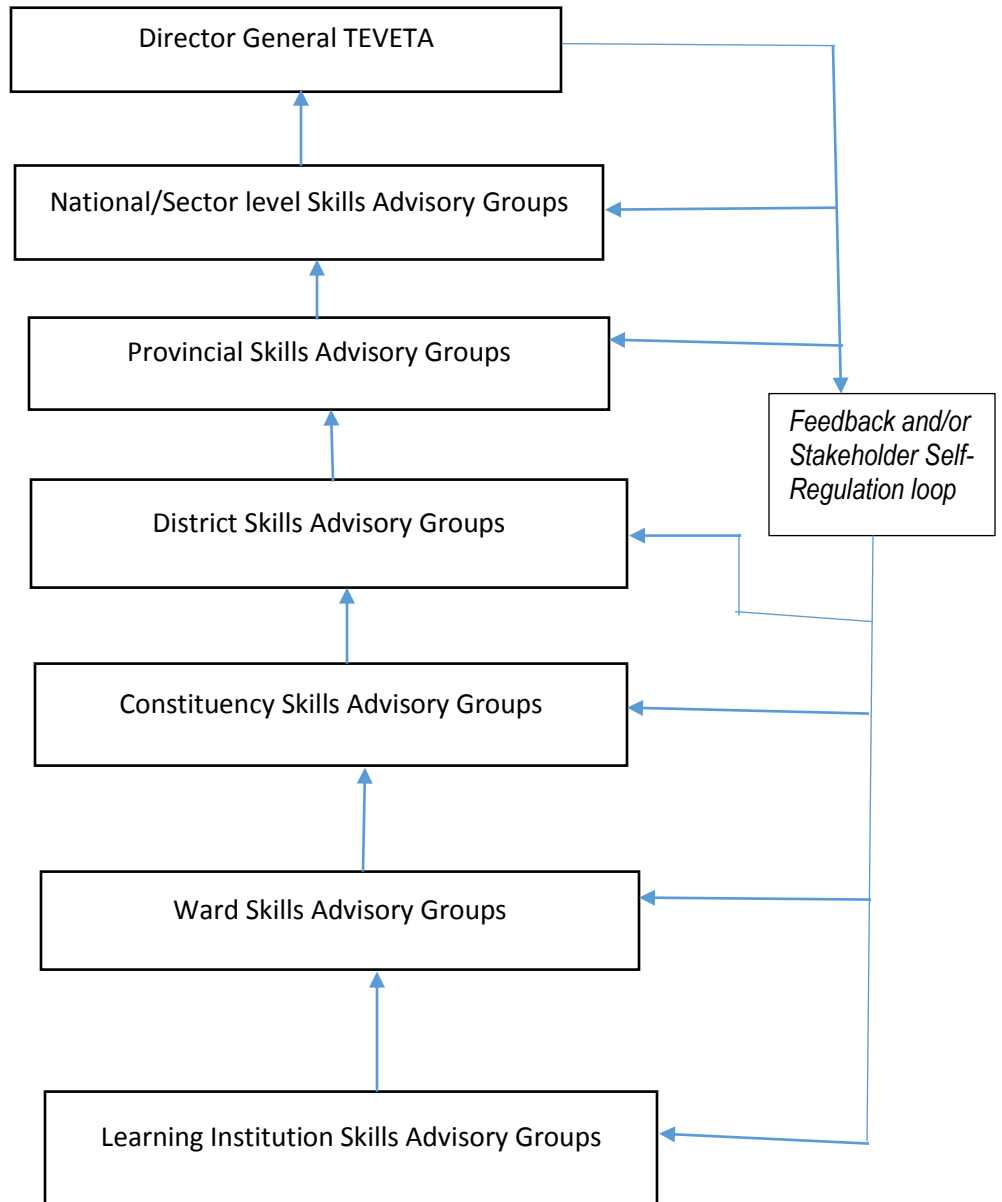 Director General TEVETA
National/Sector level Skills Advisory Groups
Provincial Skills Advisory Groups
Feedback and/or
Stakeholder Self-
Regulation loop
District Skills Advisory Groups
Constituency Skills Advisory Groups
Ward Skills Advisory Groups
Learning Institution Skills Advisory Groups